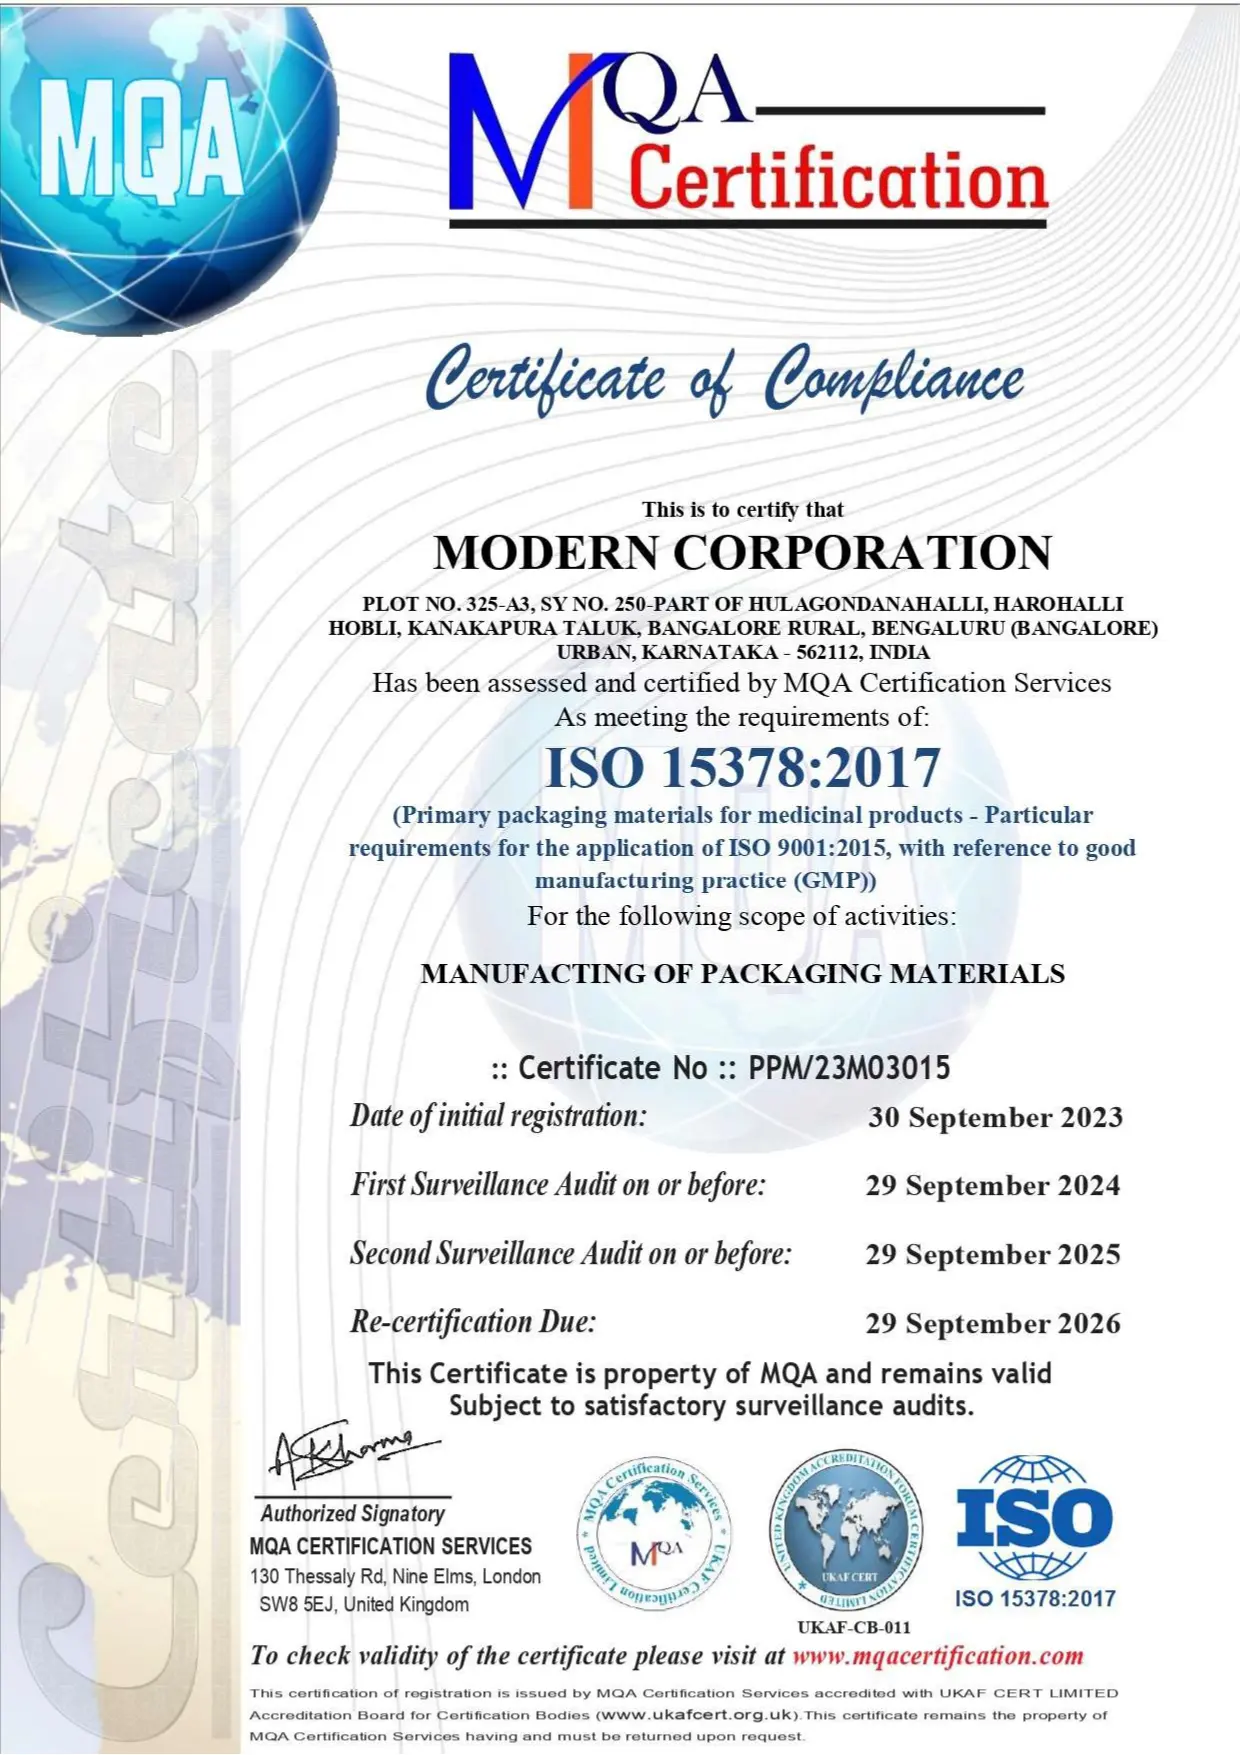 MQA
MQA
Certification
Certificate of Compliance
This is to certify that
MODERN CORPORATION
PLOT NO. 325-A3, SY NO. 250-PART OF HULAGONDANAHALLI, HAROHALLI
HOBLI, KANAKAPURA TALUK, BANGALORE RURAL, BENGALURU (BANGALORE)
URBAN, KARNATAKA - 562112, INDIA
Has been assessed and certified by MQA Certification Services
As meeting the requirements of:
ISO 15378:2017
(Primary packaging materials for medicinal products - Particular
requirements for the application of ISO 9001:2015, with reference to good
manufacturing practice (GMP))
For the following scope of activities:
MANUFACTING OF PACKAGING MATERIALS
:: Certificate No :: PPM/23M03015
Date of initial registration: 30 September 2023
First Surveillance Audit on or before: 29 September 2024
Second Surveillance Audit on or before: 29 September 2025
Re-certification Due: 29 September 2026
This Certificate is property of MQA and remains valid
Subject to satisfactory surveillance audits.
AKSharma
Authorized Signatory
MQA CERTIFICATION SERVICES
130 Thessaly Rd, Nine Elms, London
SW8 5EJ, United Kingdom
* MQA Certification Services * UKAF Certification Limited
MQA
UNITED KINGDOM ACCREDITATION FORUM CERTIFICATION LIMITED *
UKAF CERT
UKAF-CB-011
ISO
ISO 15378:2017
To check validity of the certificate please visit at www.mqacertification.com
This certification of registration is issued by MQA Certification Services accredited with UKAF CERT LIMITED
Accreditation Board for Certification Bodies (www.ukafcert.org.uk).This certificate remains the property of
MQA Certification Services having and must be returned upon request.
Certificate
MQA